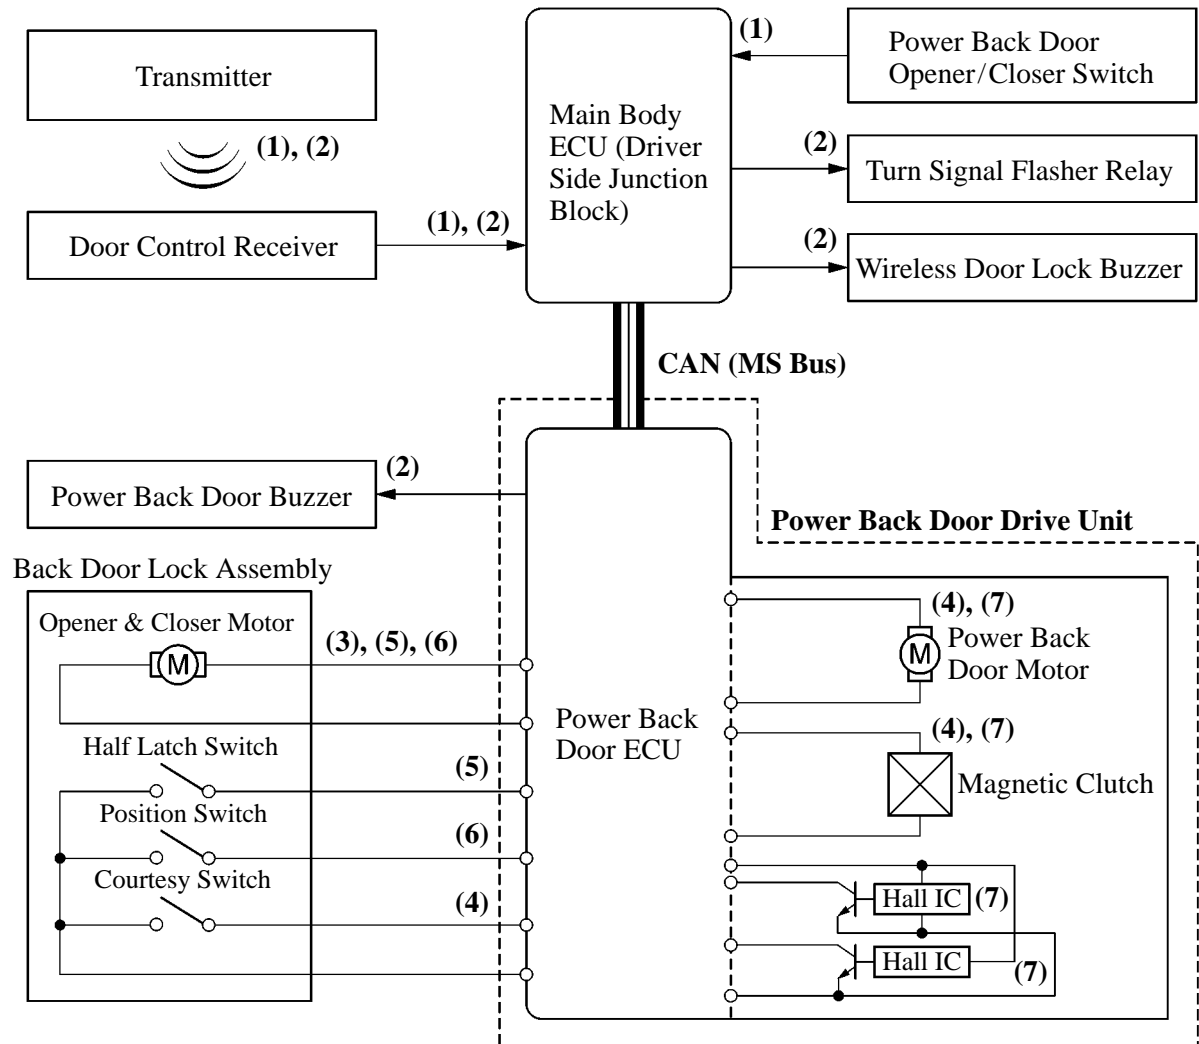 Transmitter
(1), (2)
Door Control Receiver
(1), (2)
Main Body
ECU (Driver
Side Junction
Block)
(1)
Power Back Door
Opener/Closer Switch
(2)
Turn Signal Flasher Relay
(2)
Wireless Door Lock Buzzer
CAN (MS Bus)
Power Back Door Buzzer
(2)
Power Back Door Drive Unit
Back Door Lock Assembly
Opener & Closer Motor
M
(3), (5), (6)
Half Latch Switch
(5)
Position Switch
(6)
Courtesy Switch
(4)
Power Back
Door ECU
(4), (7)
M
Power Back
Door Motor
(4), (7)
Magnetic Clutch
Hall IC
(7)
Hall IC
(7)